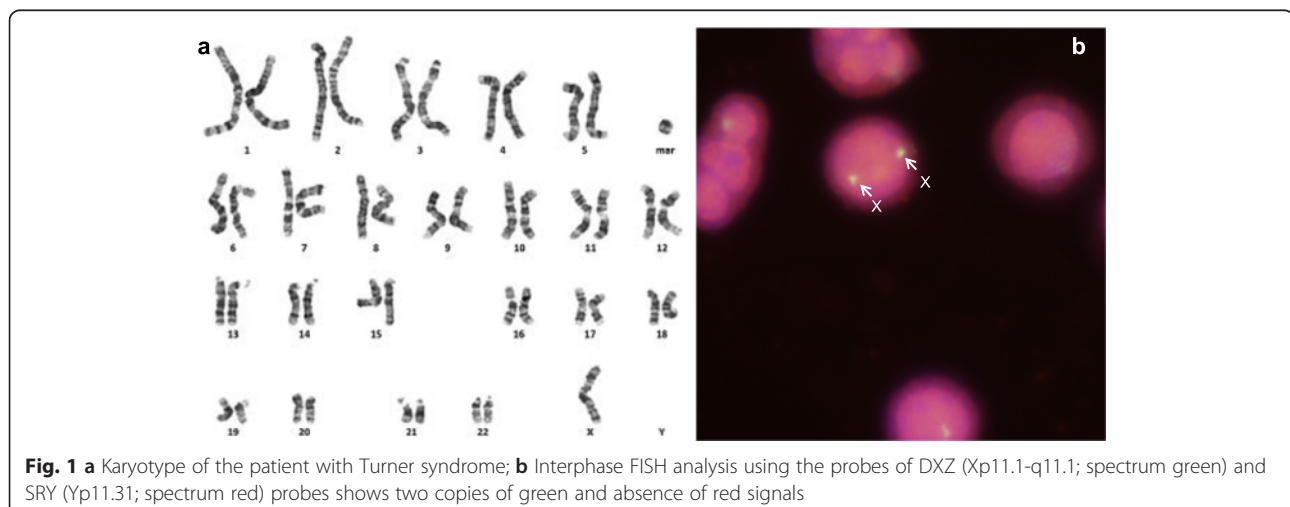 a
b
1 2 3 4 5 mar
6 7 8 9 10 11 12
13 14 15 16 17 18
19 20 21 22 X Y
X
X
Fig. 1 a Karyotype of the patient with Turner syndrome; b Interphase FISH analysis using the probes of DXZ (Xp11.1-q11.1; spectrum green) and
SRY (Yp11.31; spectrum red) probes shows two copies of green and absence of red signals